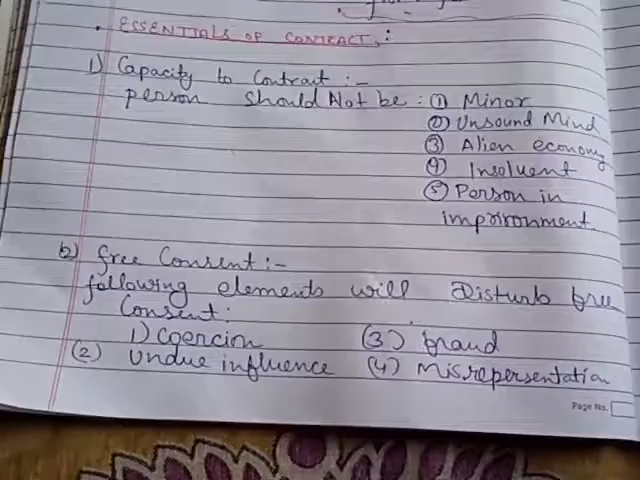 • ESSENTIALS OF CONTRACT,:
1) Capacity to Contract :-
person should Not be : ① Minor
② Unsound Mind
③ Alien economy
④ Insolvent
⑤ Person in
imprironment
b) free Consent :-
following elements will Disturb free
Consent :
1) Coercion (3) fraud
(2) Undue influence (4) Misrepersentation
Page No.